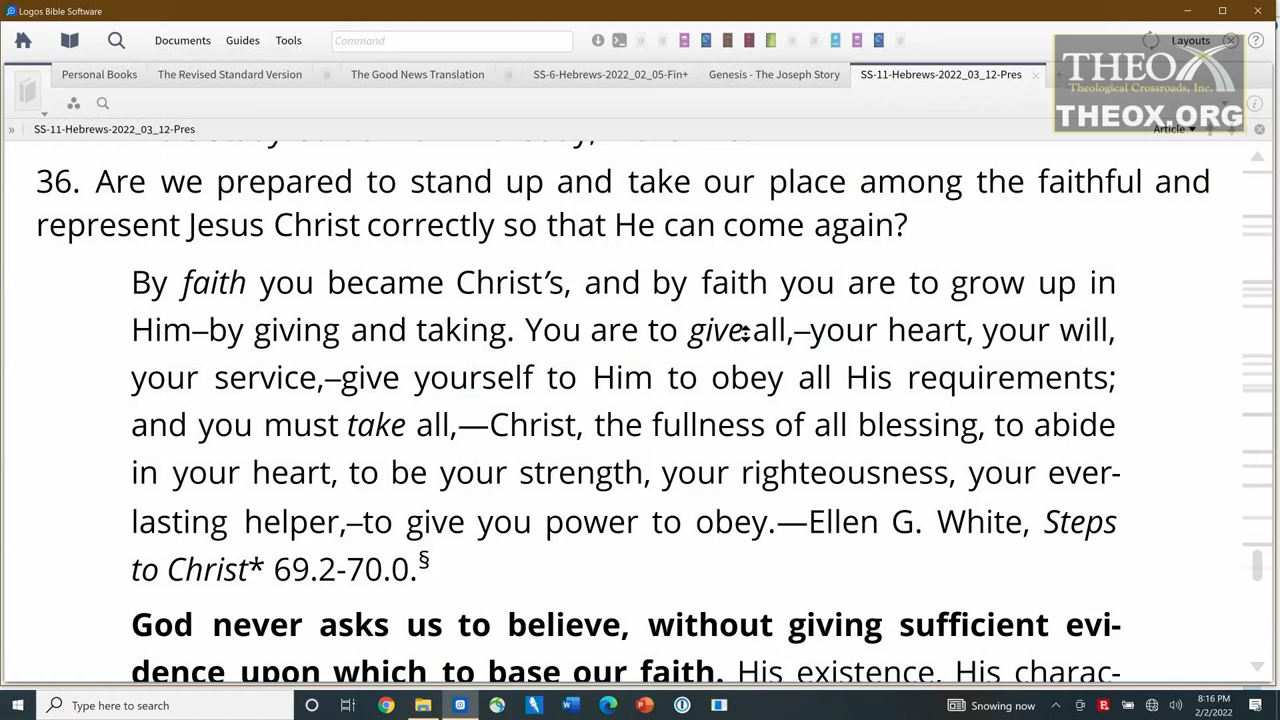 Logos Bible Software
Documents Guides Tools Command Layouts
THEOX
Theological Crossroads, Inc.
THEOX.ORG
Personal Books The Revised Standard Version The Good News Translation SS-6-Hebrews-2022_02_05-Fin+ Genesis - The Joseph Story SS-11-Hebrews-2022_03_12-Pres
» SS-11-Hebrews-2022_03_12-Pres Article
36. Are we prepared to stand up and take our place among the faithful and
represent Jesus Christ correctly so that He can come again?
By faith you became Christ’s, and by faith you are to grow up in
Him–by giving and taking. You are to give all,–your heart, your will,
your service,–give yourself to Him to obey all His requirements;
and you must take all,—Christ, the fullness of all blessing, to abide
in your heart, to be your strength, your righteousness, your ever-
lasting helper,–to give you power to obey.—Ellen G. White, Steps
to Christ* 69.2-70.0.§
God never asks us to believe, without giving sufficient evi-
dence upon which to base our faith. His existence, His charac-
Type here to search Snowing now 8:16 PM
2/2/2022